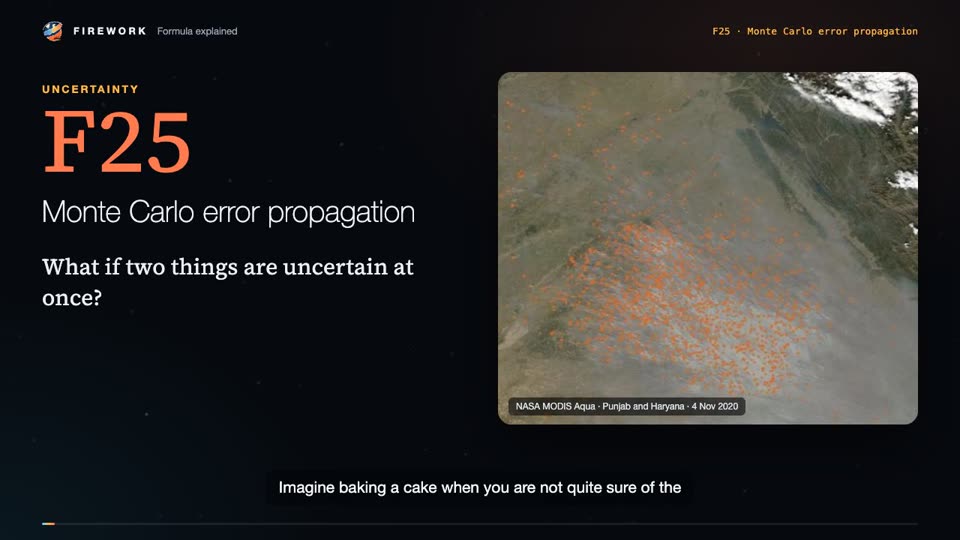 FIREWORK Formula explained
F25 · Monte Carlo error propagation
UNCERTAINTY
F25
Monte Carlo error propagation
What if two things are uncertain at
once?
NASA MODIS Aqua · Punjab and Haryana · 4 Nov 2020
Imagine baking a cake when you are not quite sure of the